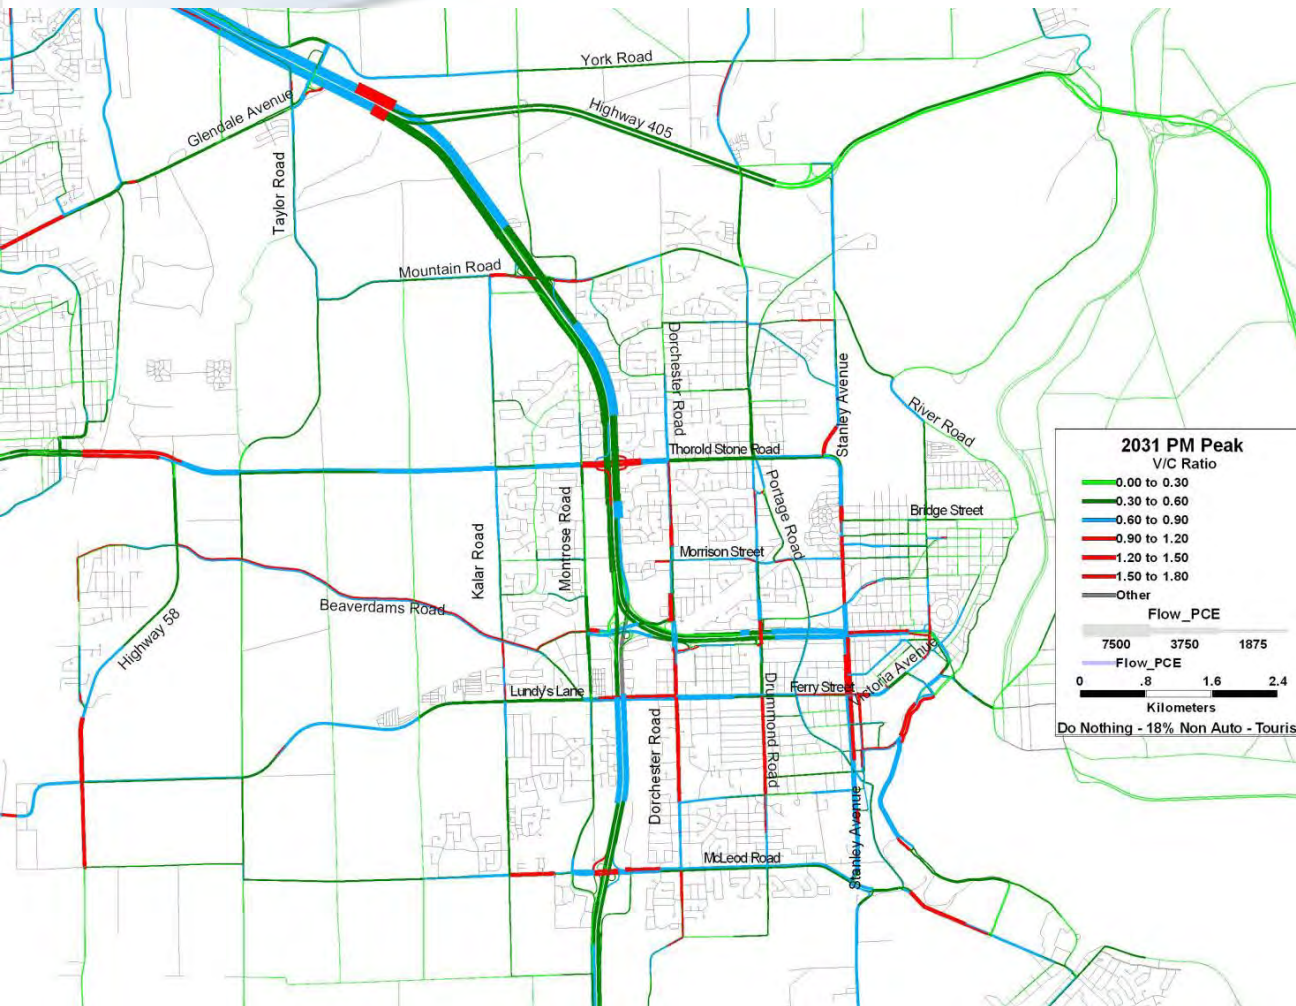 York Road
Highway 405
Glendale Avenue
Taylor Road
Mountain Road
Dorchester Road
Stanley Avenue
River Road
Thorold Stone Road
Portage Road
Bridge Street
Kalar Road
Montrose Road
Morrison Street
Beaverdams Road
Highway 58
Lundy's Lane
Ferry Street
Victoria Avenue
Drummond Road
Dorchester Road
Stanley Avenue
McLeod Road
2031 PM Peak
V/C Ratio
0.00 to 0.30
0.30 to 0.60
0.60 to 0.90
0.90 to 1.20
1.20 to 1.50
1.50 to 1.80
Other
Flow_PCE
7500 3750 1875
Flow_PCE
0 .8 1.6 2.4
Kilometers
Do Nothing - 18% Non Auto - Touris